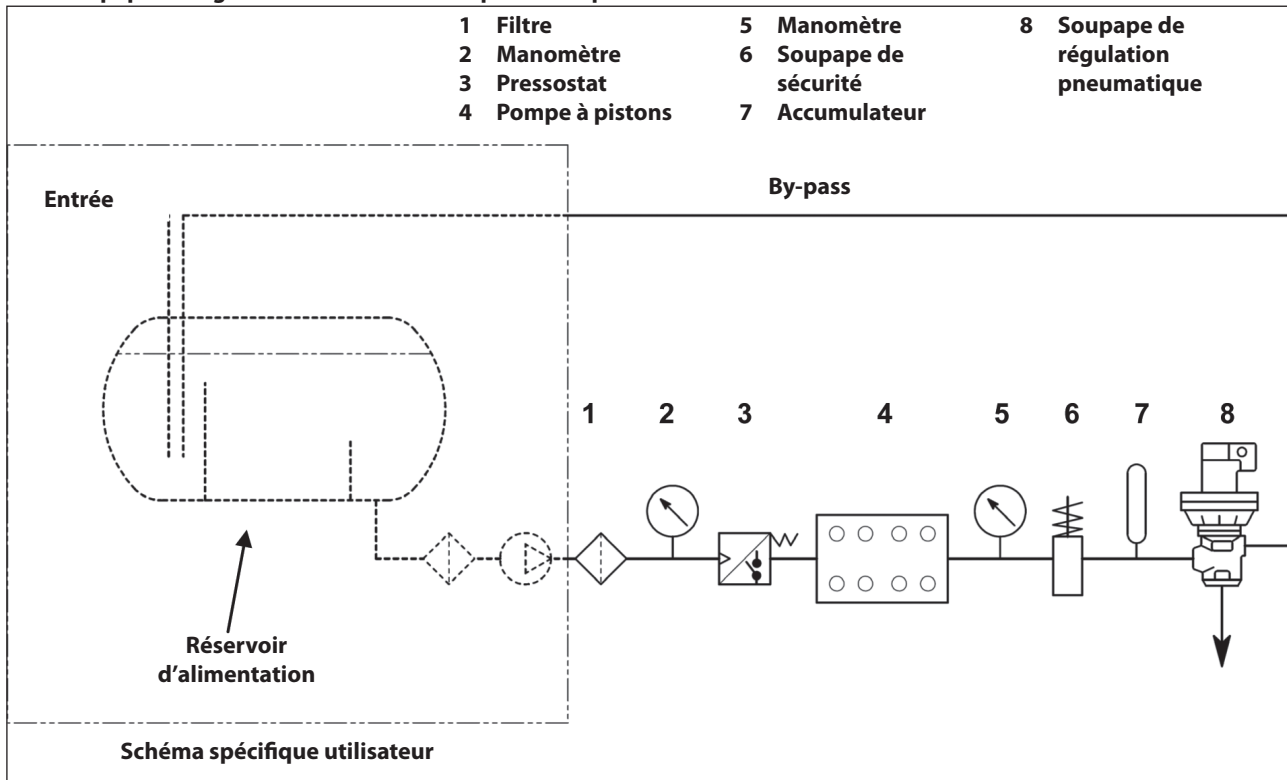 1 Filtre
2 Manomètre
3 Pressostat
4 Pompe à pistons
5 Manomètre
6 Soupape de
sécurité
7 Accumulateur
8 Soupape de
régulation
pneumatique
Entrée
By-pass
1 2 3 4 5 6 7 8
Réservoir
d’alimentation
Schéma spécifique utilisateur